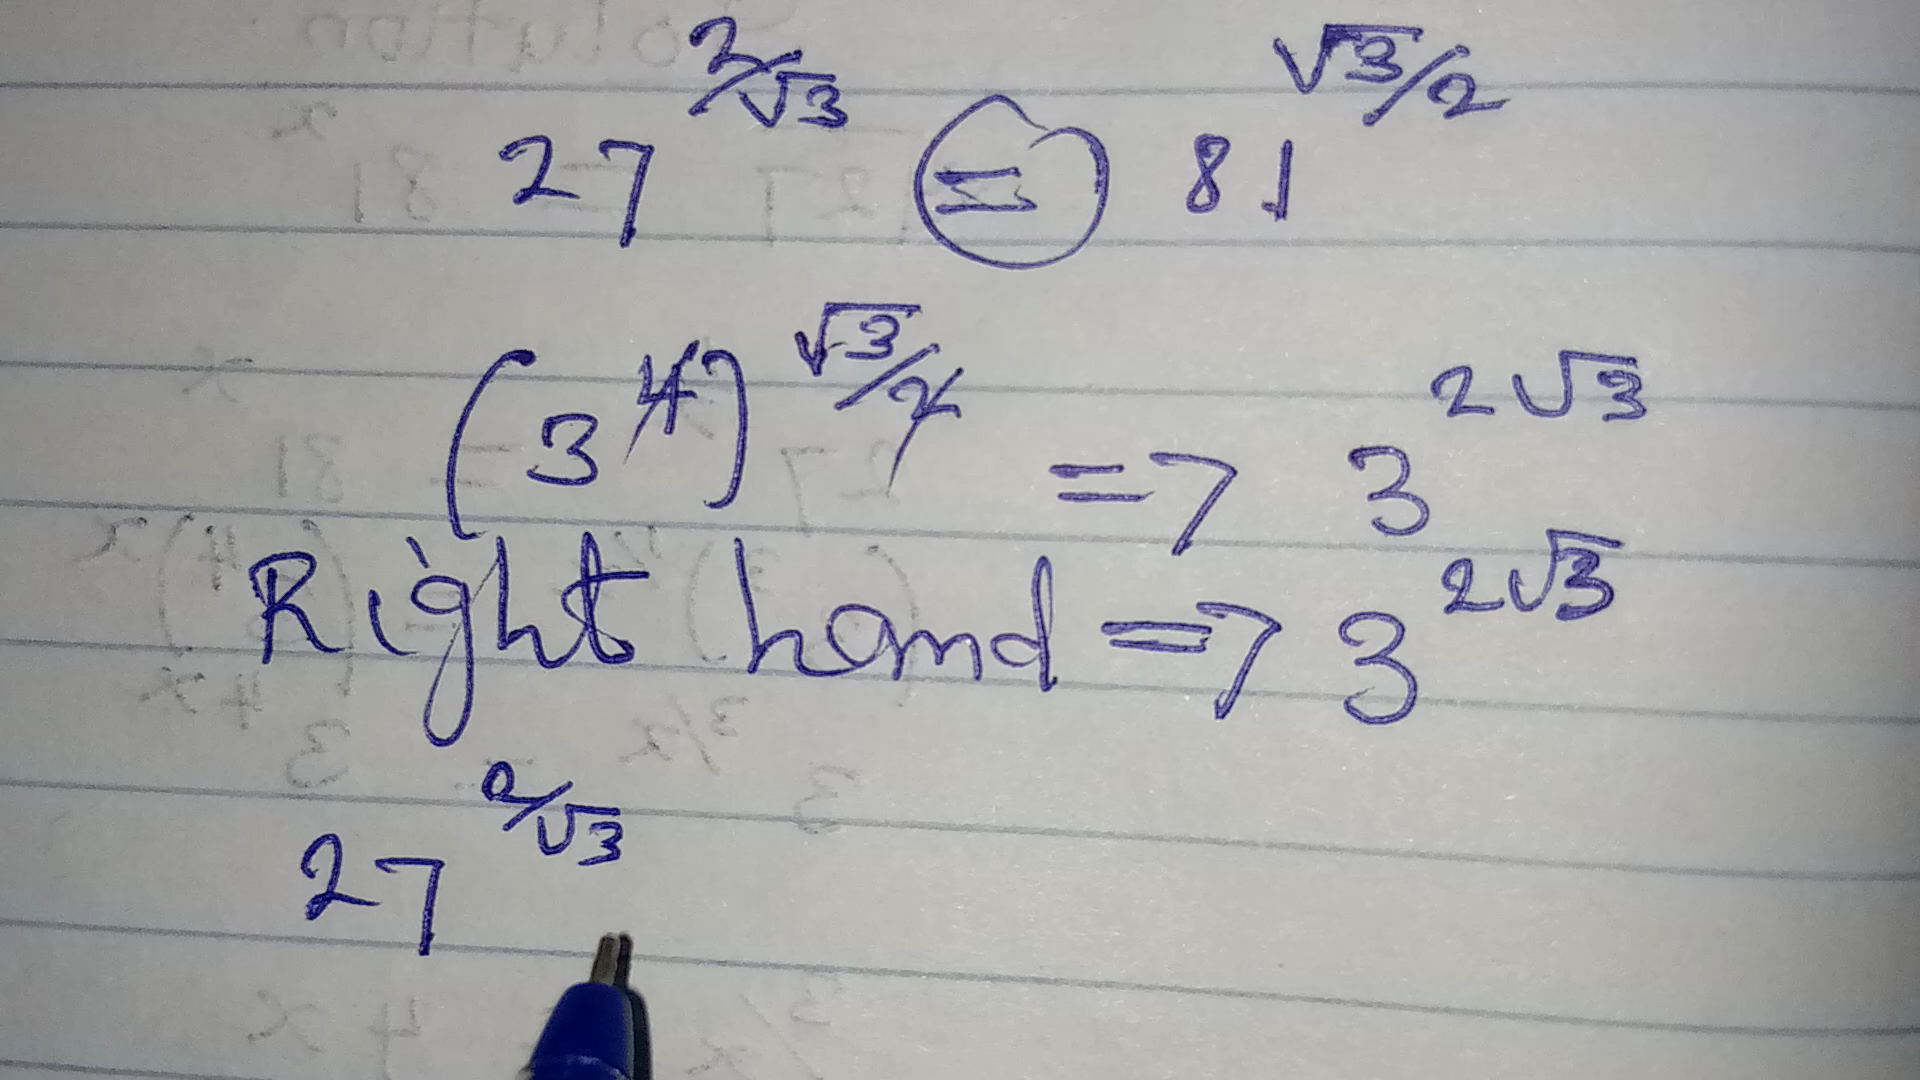 27^(2/√3) = 81^(√3/2)
(3^4)^(√3/2) => 3^(2√3)
Right hand => 3^(2√3)
27^(2/√3)